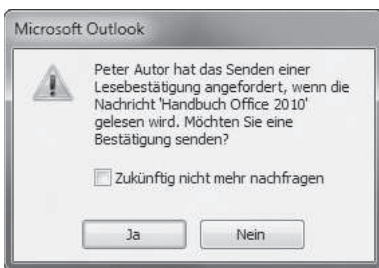 Microsoft Outlook
Peter Autor hat das Senden einer
Lesebestätigung angefordert, wenn die
Nachricht 'Handbuch Office 2010'
gelesen wird. Möchten Sie eine
Bestätigung senden?
Zukünftig nicht mehr nachfragen
Ja
Nein